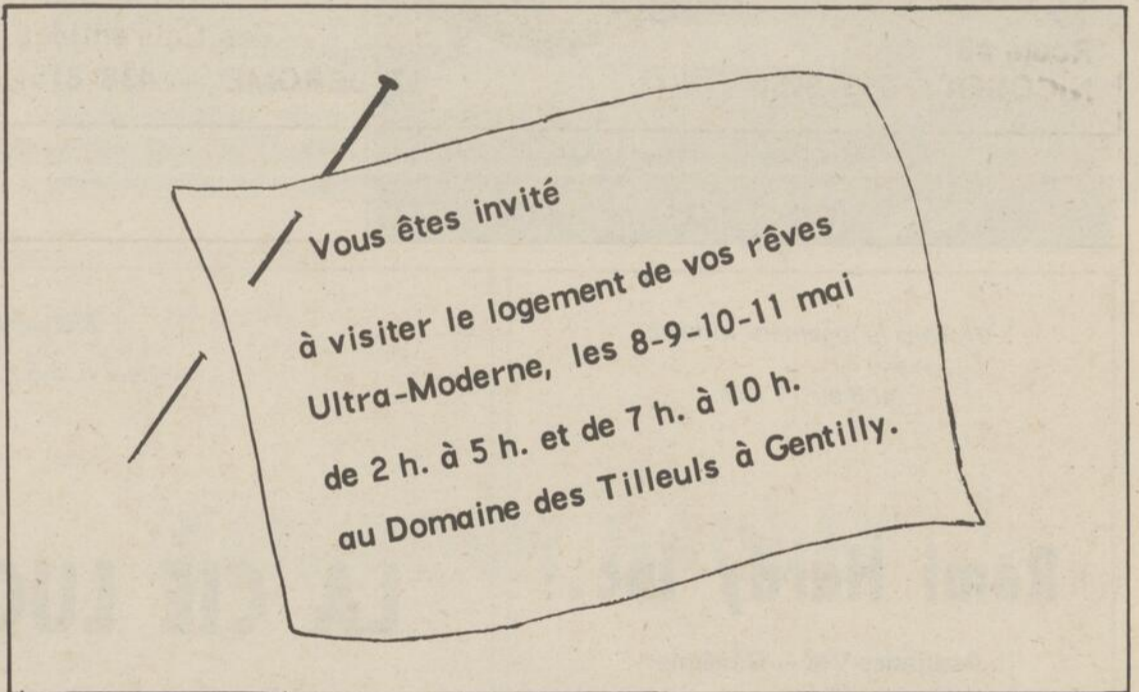 Vous êtes invité
à visiter le logement de vos rêves
Ultra-Moderne, les 8-9-10-11 mai
de 2 h. à 5 h. et de 7 h. à 10 h.
au Domaine des Tilleuls à Gentilly.